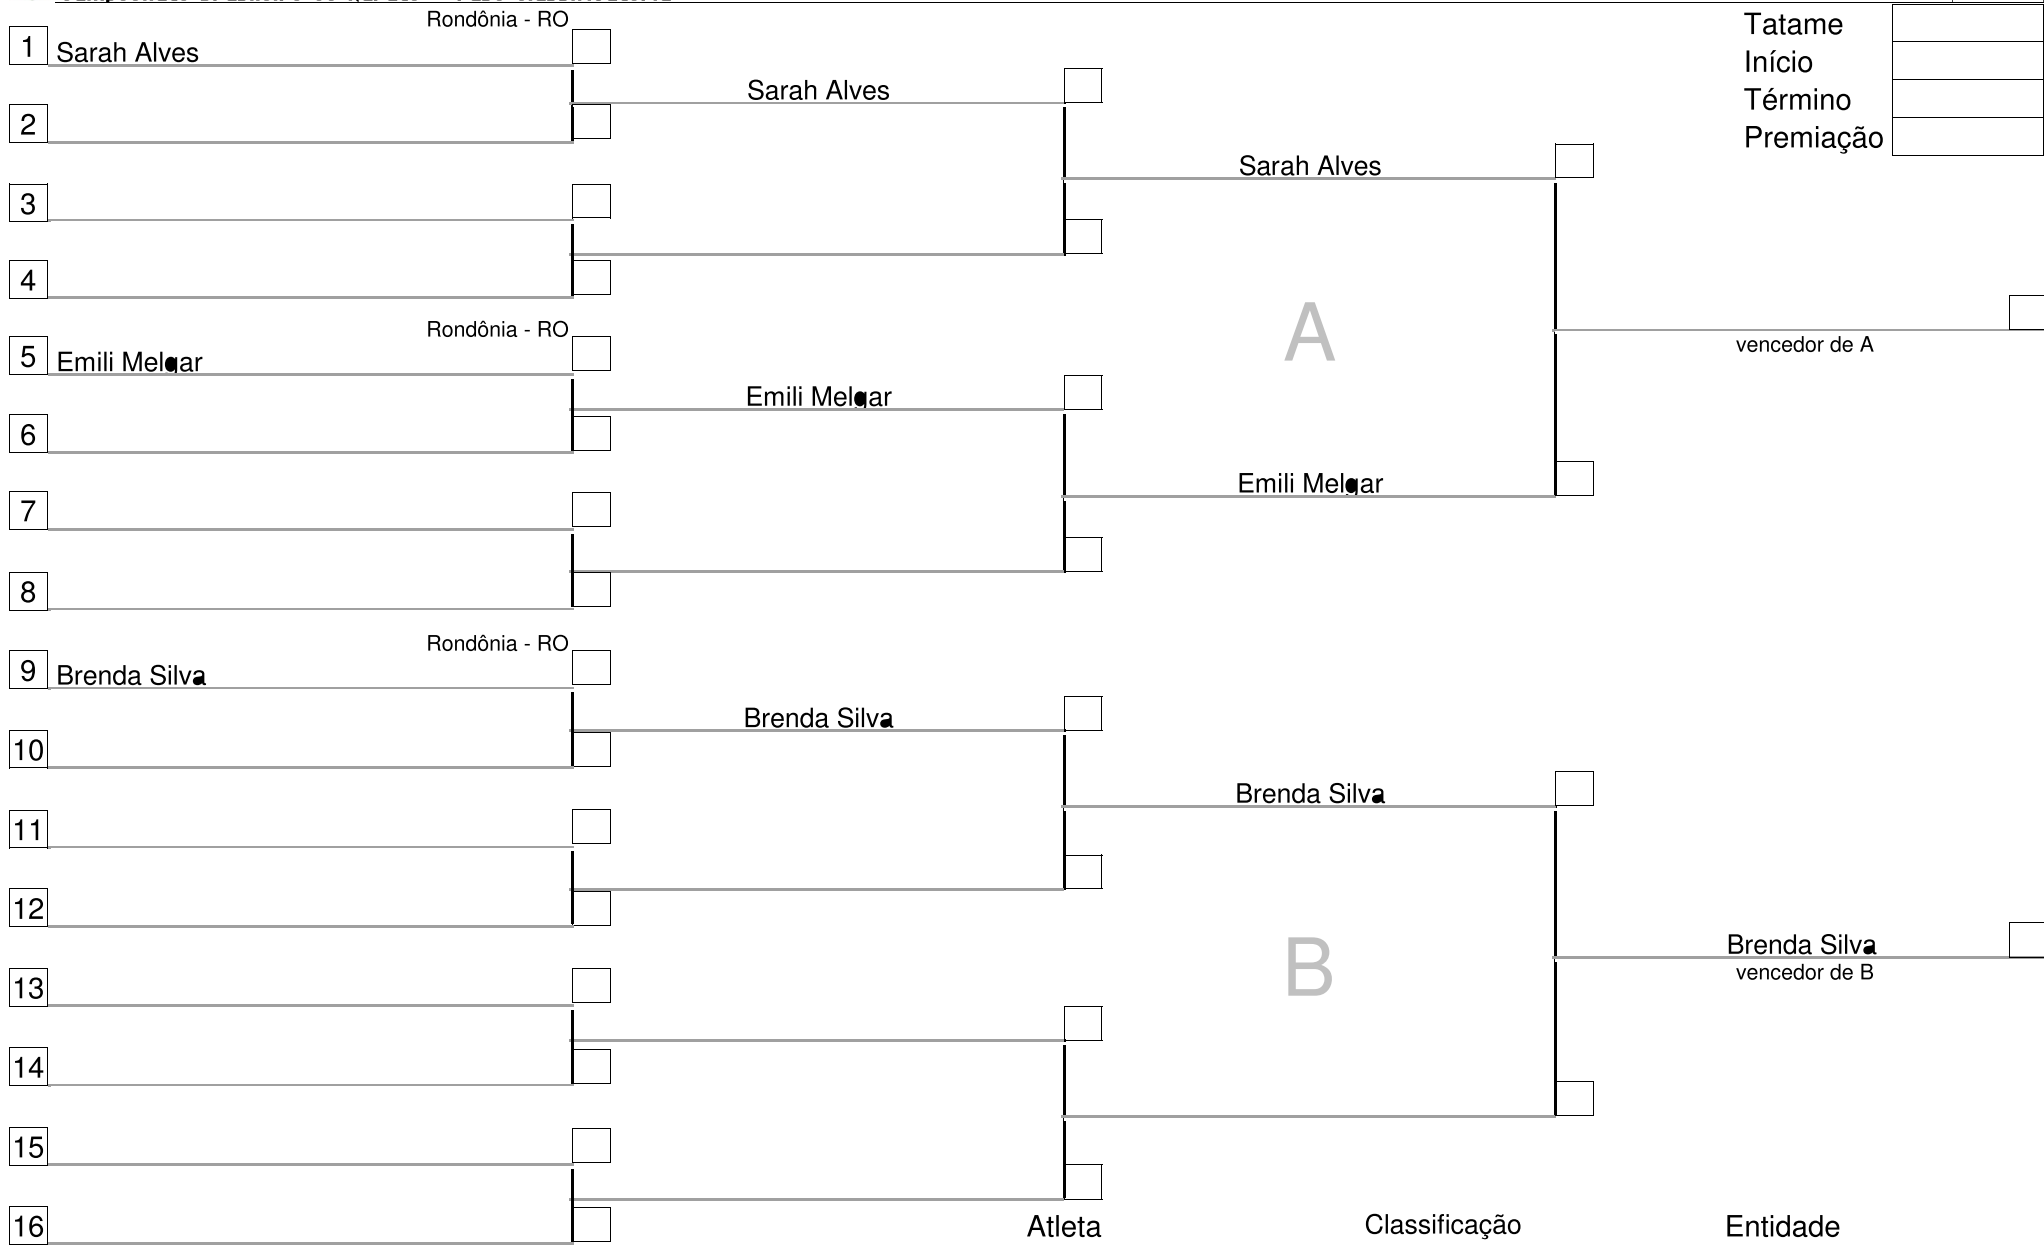 Rondônia - RO
1 Sarah Alves
Sarah Alves
2
Sarah Alves
3
4
Rondônia - RO
5 Emili Melgar
Emili Melgar
6
Emili Melgar
7
8
A
vencedor de A
Rondônia - RO
9 Brenda Silva
Brenda Silva
10
Brenda Silva
11
12
B
Brenda Silva
vencedor de B
13
14
15
16
Tatame
Início
Término
Premiação
Atleta Classificação Entidade